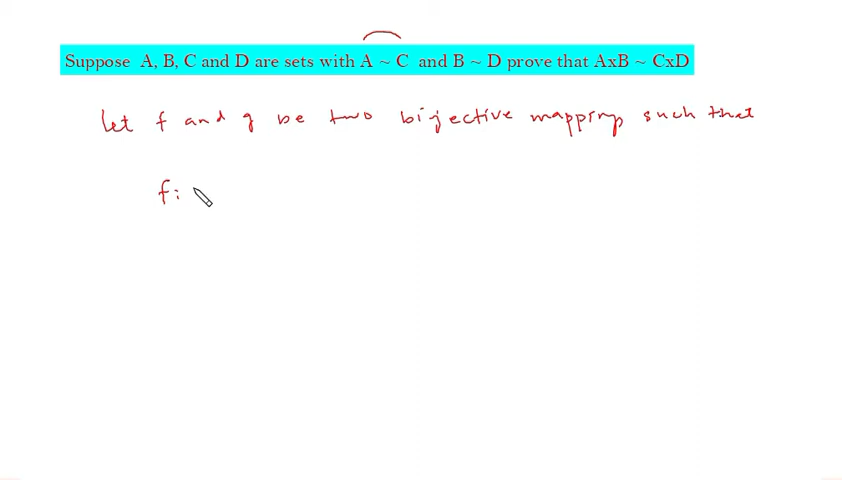 Suppose A, B, C and D are sets with A ~ C and B ~ D prove that AxB ~ CxD
let f and g be two bijective mapping such that
f: